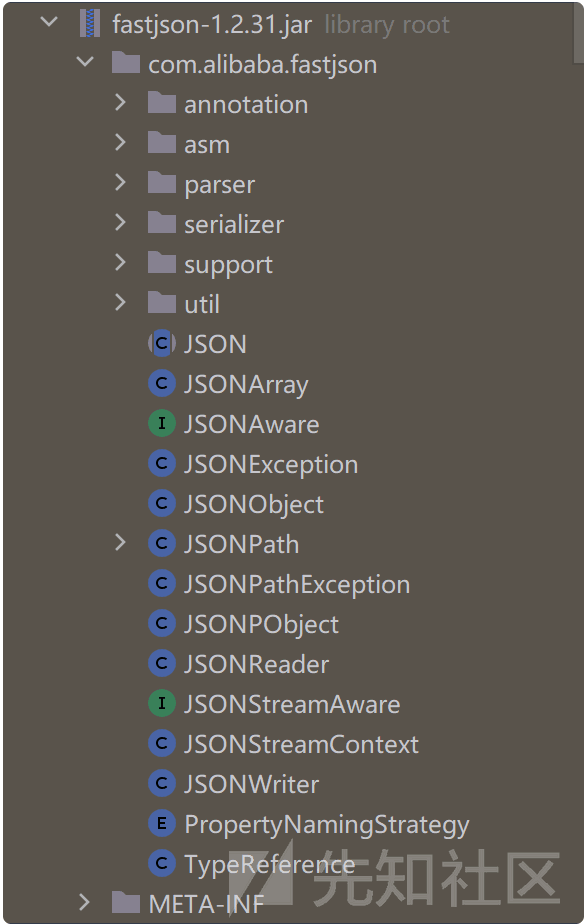 fastjson-1.2.31.jar library root
com.alibaba.fastjson
annotation
asm
parser
serializer
support
util
JSON
JSONArray
JSONAware
JSONException
JSONObject
JSONPath
JSONPathException
JSONPObject
JSONReader
JSONStreamAware
JSONStreamContext
JSONWriter
PropertyNamingStrategy
TypeReference
META-INF
先知社区